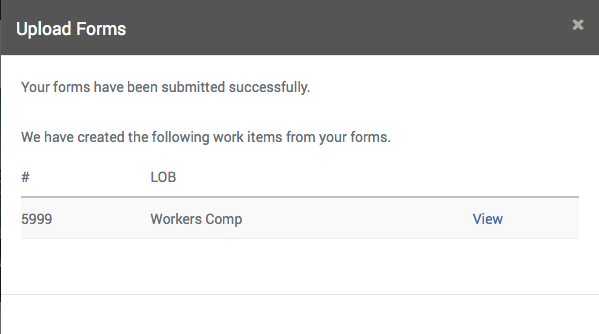 Upload Forms ×
Your forms have been submitted successfully.
We have created the following work items from your forms.
# LOB
5999 Workers Comp View